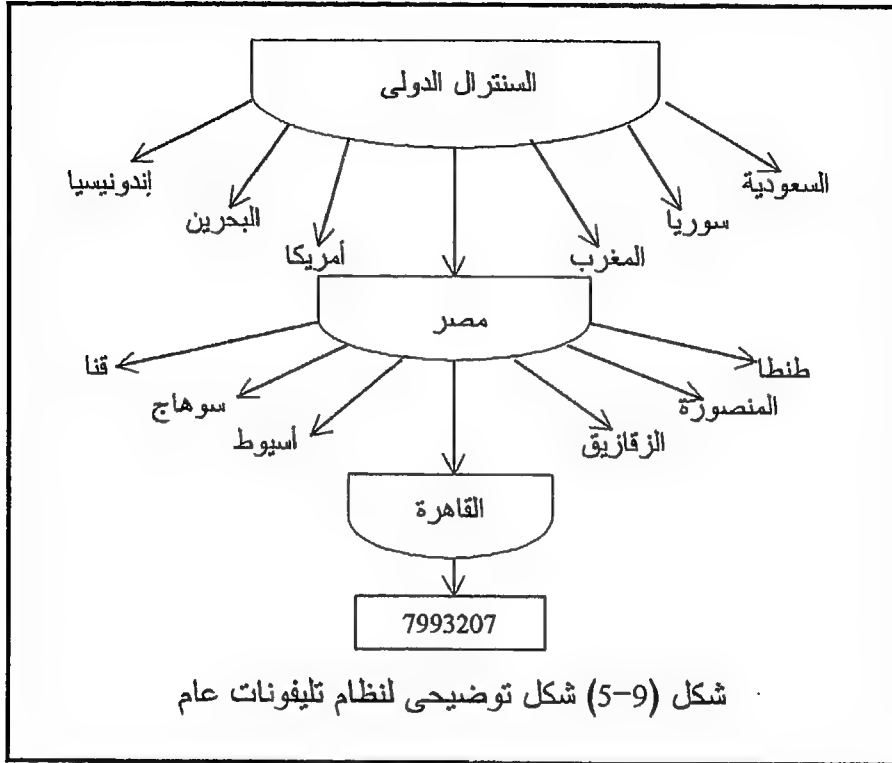 السنترال الدولى
السعودية
إندونيسيا
سوريا
البحرين
المغرب
أمريكا
مصر
طنطا
قنا
المنصورة
سوهاج
الزقازيق
أسيوط
القاهرة
7993207
شكل (9-5) شكل توضيحى لنظام تليفونات عام